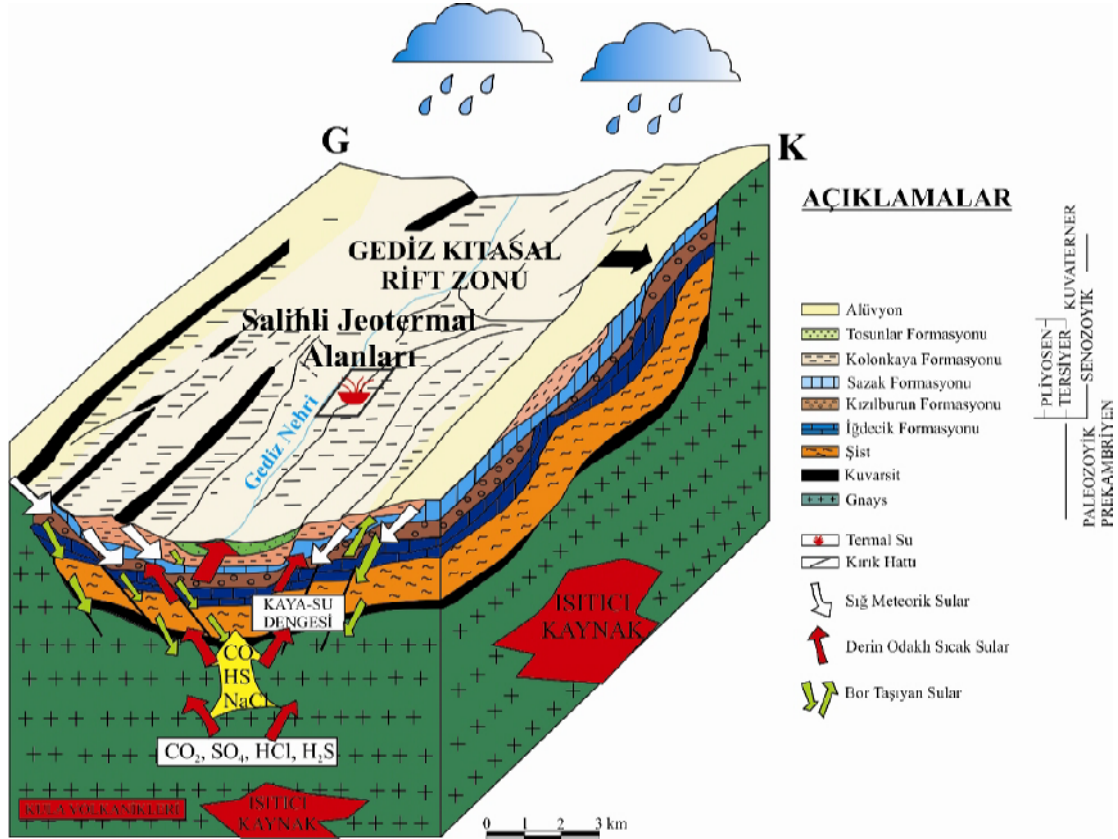 G
K
GEDİZ KITASAL
RİFT ZONU
Salihli Jeotermal
Alanları
Gediz Nehri
KAYA-SU
DENGESİ
CO
HS
NaCl
CO₂, SO₄, HCl, H₂S
ISITICI
KAYNAK
KULA VOLKANİKLERİ
ISITICI
KAYNAK
0 1 2 3 km
AÇIKLAMALAR
Alüvyon
Tosunlar Formasyonu
Kolonkaya Formasyonu
Sazak Formasyonu
Kızılburun Formasyonu
İğdecik Formasyonu
Şist
Kuvarsit
Gnays
Termal Su
Kırık Hattı
Sığ Meteorik Sular
Derin Odaklı Sıcak Sular
Bor Taşıyan Sular
PLİYOSEN
TERSİYER
KUVATERNER
SENOZOYİK
PALEOZOYİK
PREKAMBRİYEN